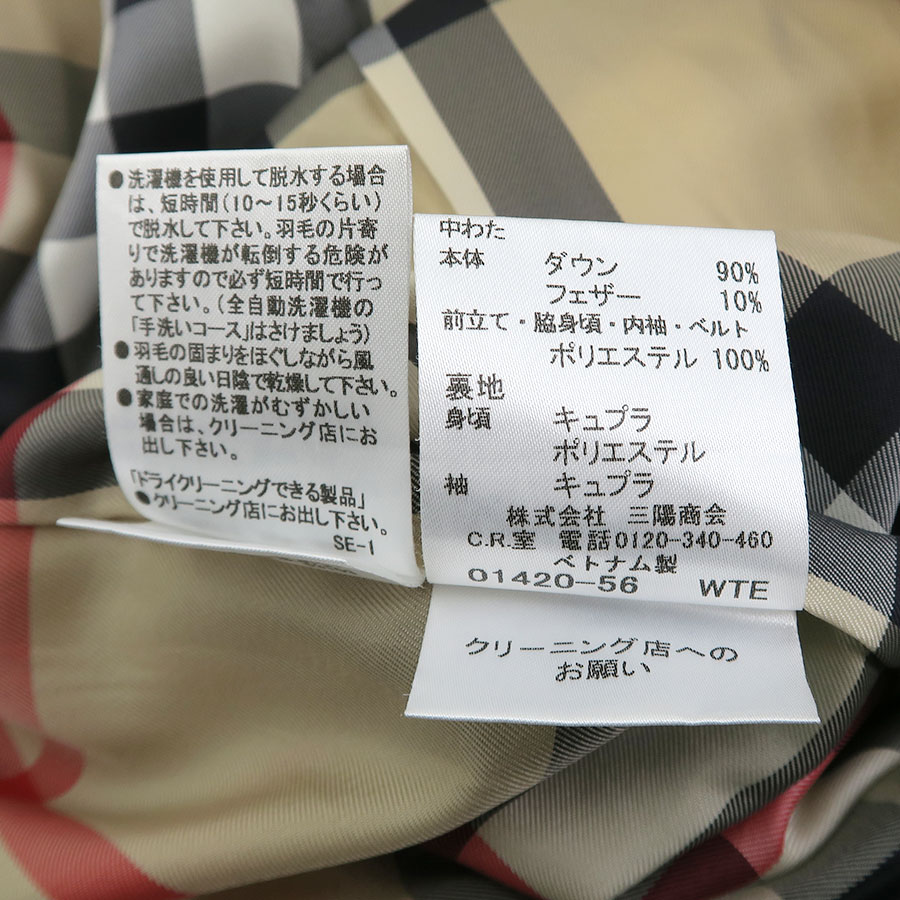 ●洗濯機を使用して脱水する場合
は、短時間(10〜15秒くらい)
で脱水して下さい。羽毛の片寄
りで洗濯機が転倒する危険が
ありますので必ず短時間で行っ
て下さい。(全自動洗濯機の
「手洗いコース」はさけましょう)
●羽毛の固まりをほぐしながら風
通しの良い日陰で乾燥して下さい。
●家庭での洗濯がむずかしい
場合は、クリーニング店にお
出し下さい。
「ドライクリーニングできる製品」
●クリーニング店にお出し下さい。
SE-1
中わた
本体 ダウン 90%
フェザー 10%
前立て・脇身頃・内袖・ベルト
ポリエステル 100%
裏地
身頃 キュプラ
ポリエステル
袖 キュプラ
株式会社 三陽商会
C.R.室 電話0120-340-460
ベトナム製
01420-56 WTE
クリーニング店への
お願い